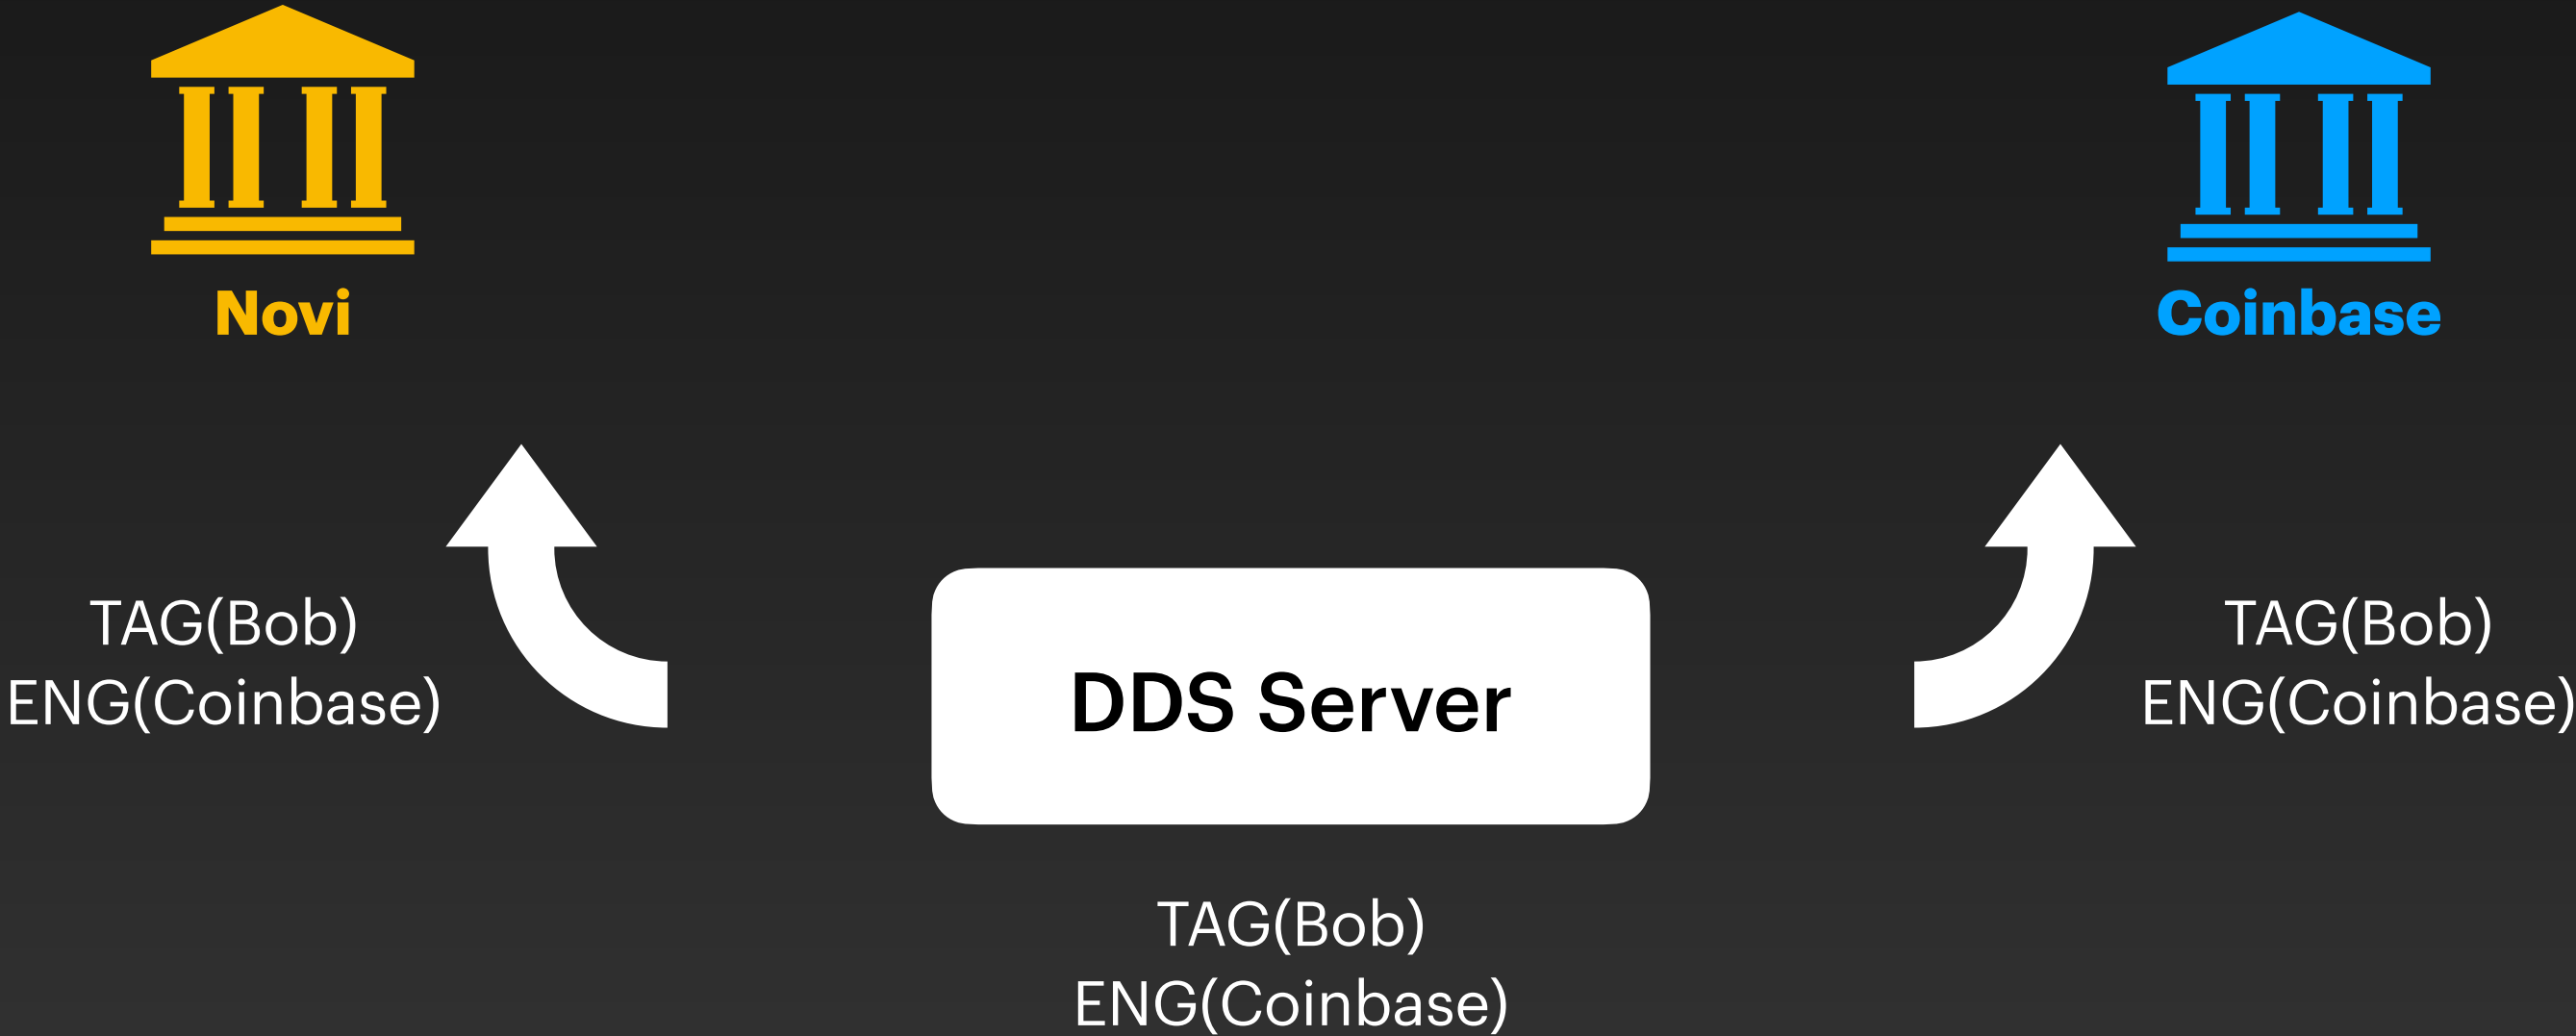 Novi
Coinbase
TAG(Bob)
ENG(Coinbase)
DDS Server
TAG(Bob)
ENG(Coinbase)
TAG(Bob)
ENG(Coinbase)